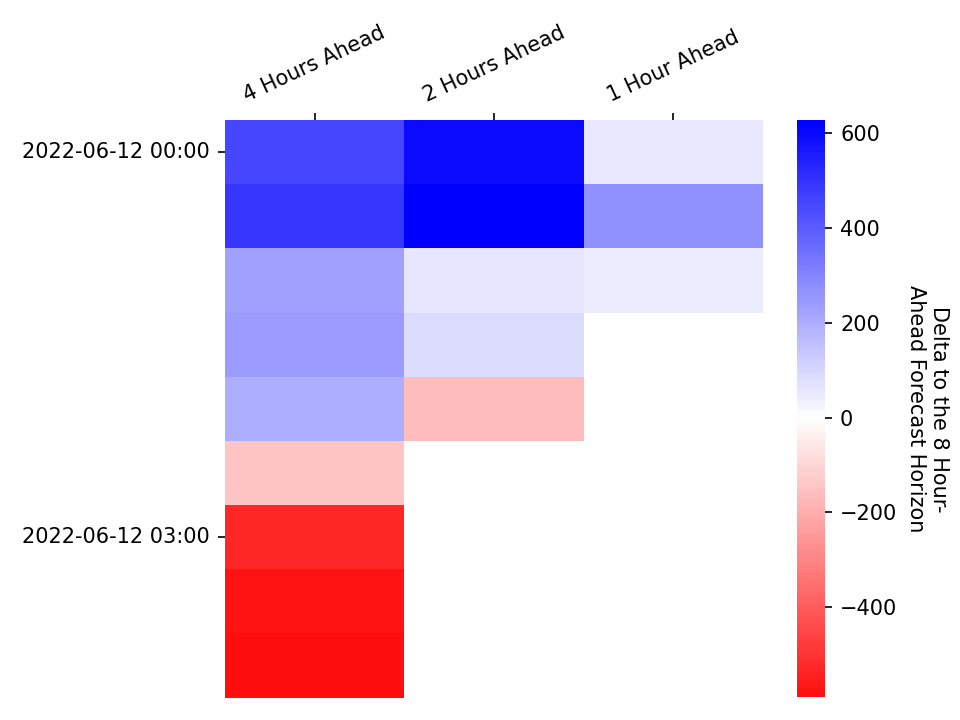 4 Hours Ahead
2 Hours Ahead
1 Hour Ahead
2022-06-12 00:00
2022-06-12 03:00
600
400
200
0
−200
−400
Delta to the 8 Hour-
Ahead Forecast Horizon